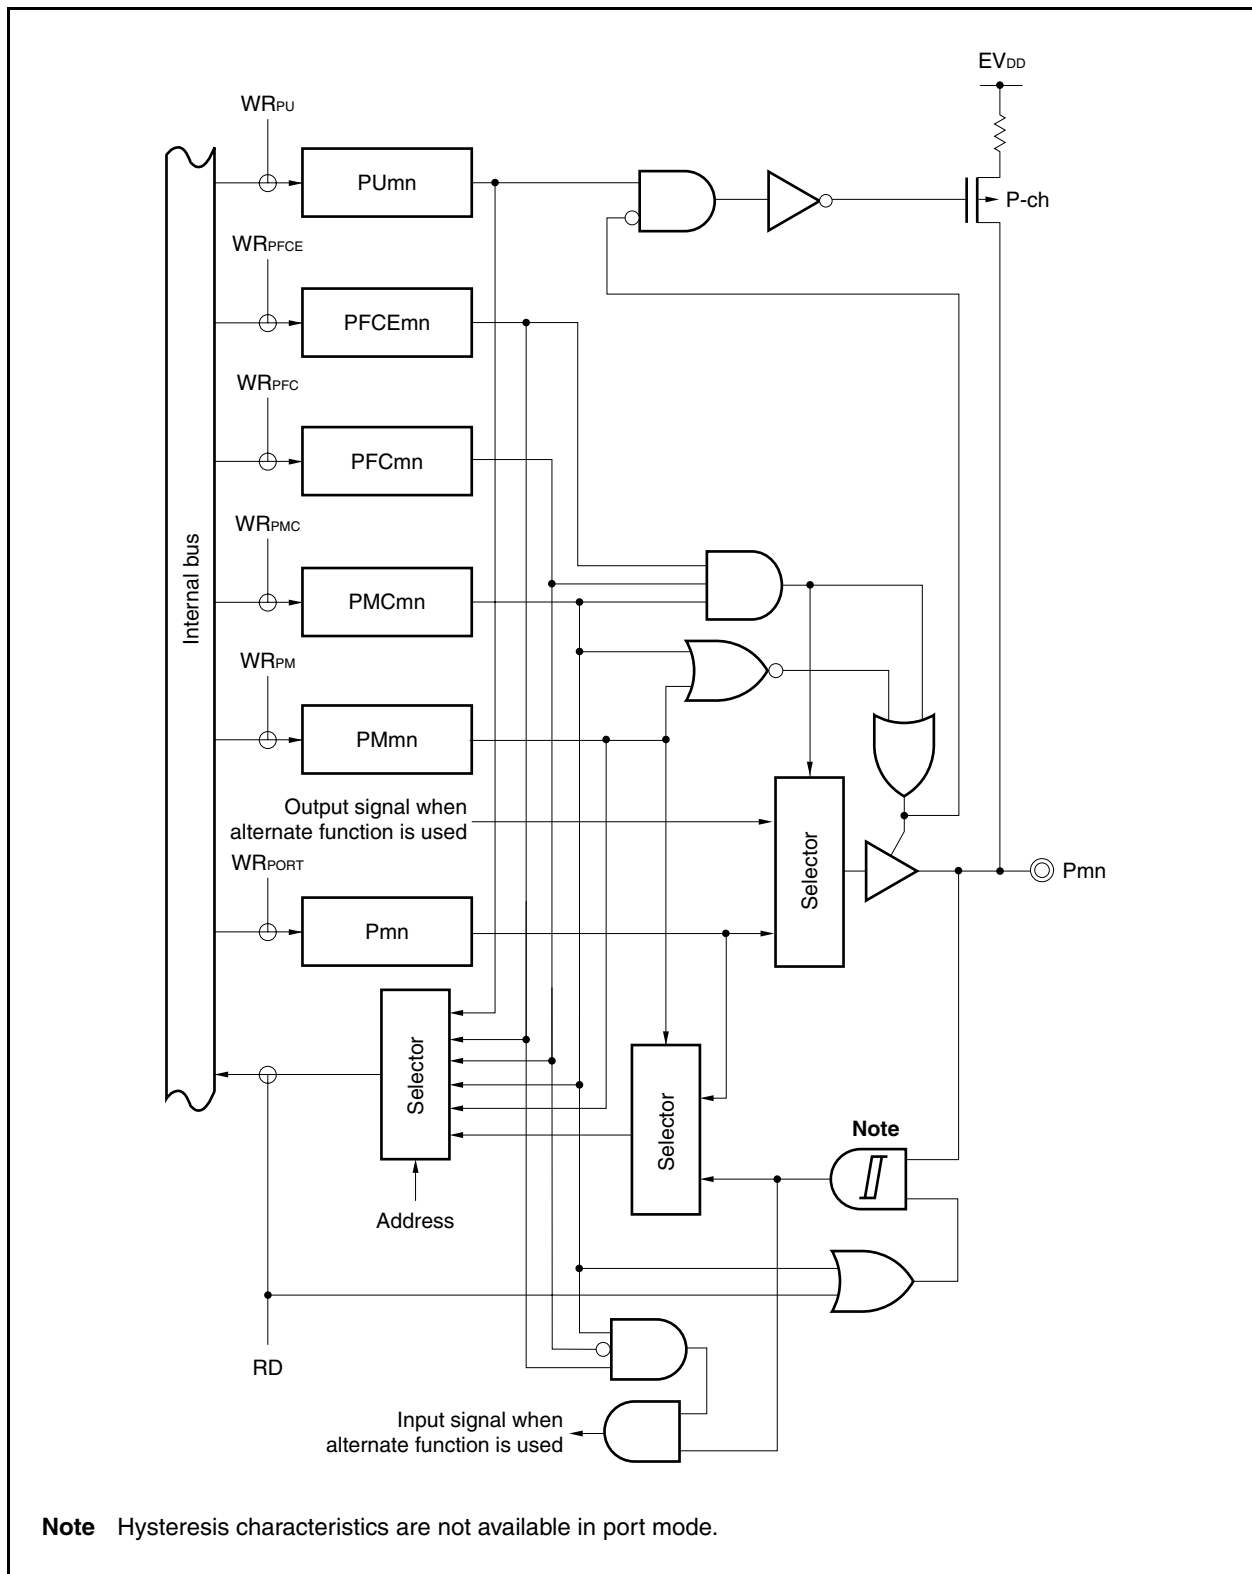 EVDD
WRPU
PUmn
P-ch
WRPFCE
PFCEmn
WRPFC
PFCmn
WRPMC
PMCmn
Internal bus
WRPM
PMmn
Output signal when
alternate function is used
Selector
WRPORT
Pmn
Pmn
Selector
Selector
Note
Address
RD
Input signal when
alternate function is used
Note Hysteresis characteristics are not available in port mode.